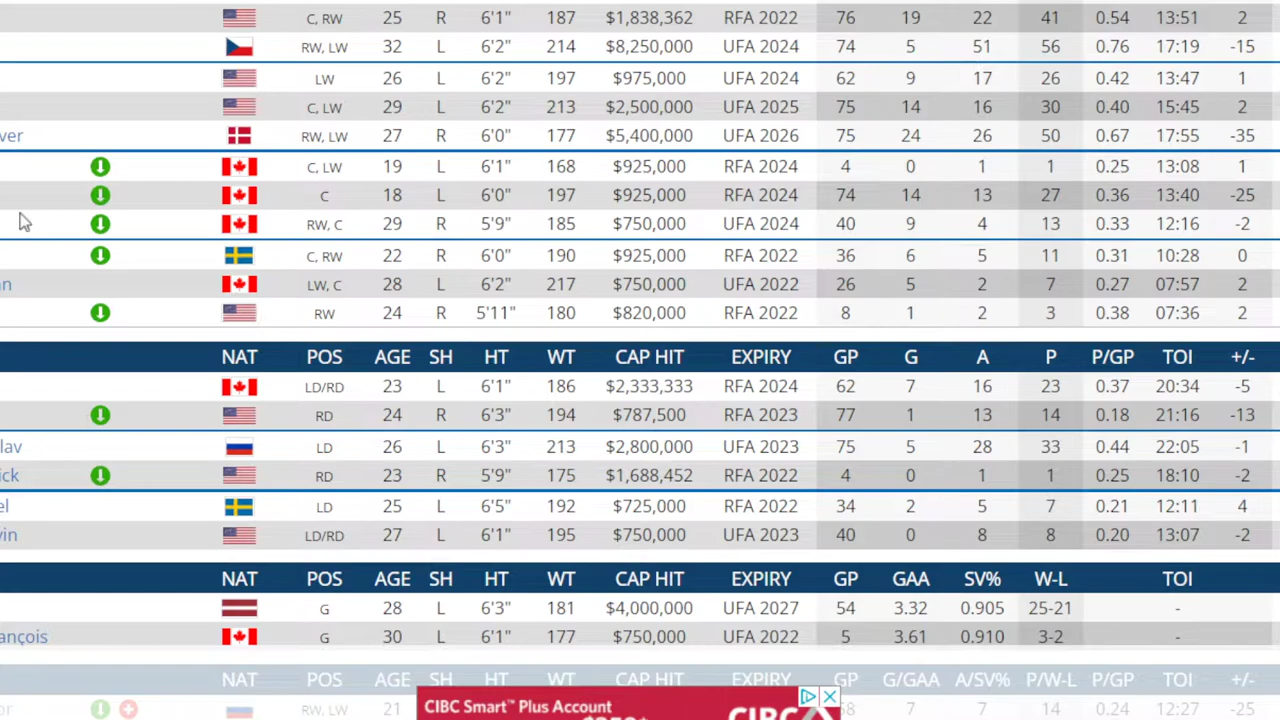 C, RW 25 R 6'1" 187 $1,838,362 RFA 2022 76 19 22 41 0.54 13:51 2
RW, LW 32 L 6'2" 214 $8,250,000 UFA 2024 74 5 51 56 0.76 17:19 -15
LW 26 L 6'2" 197 $975,000 UFA 2024 62 9 17 26 0.42 13:47 1
C, LW 29 L 6'2" 213 $2,500,000 UFA 2025 75 14 16 30 0.40 15:45 2
ver RW, LW 27 R 6'0" 177 $5,400,000 UFA 2026 75 24 26 50 0.67 17:55 -35
C, LW 19 L 6'1" 168 $925,000 RFA 2024 4 0 1 1 0.25 13:08 1
C 18 L 6'0" 197 $925,000 RFA 2024 74 14 13 27 0.36 13:40 -25
RW, C 29 R 5'9" 185 $750,000 UFA 2024 40 9 4 13 0.33 12:16 -2
C, RW 22 R 6'0" 190 $925,000 RFA 2022 36 6 5 11 0.31 10:28 0
n LW, C 28 L 6'2" 217 $750,000 UFA 2022 26 5 2 7 0.27 07:57 2
RW 24 R 5'11" 180 $820,000 RFA 2022 8 1 2 3 0.38 07:36 2
NAT POS AGE SH HT WT CAP HIT EXPIRY GP G A P P/GP TOI +/-
LD/RD 23 L 6'1" 186 $2,333,333 RFA 2024 62 7 16 23 0.37 20:34 -5
RD 24 R 6'3" 194 $787,500 RFA 2023 77 1 13 14 0.18 21:16 -13
lav LD 26 L 6'3" 213 $2,800,000 UFA 2023 75 5 28 33 0.44 22:05 -1
ick RD 23 R 5'9" 175 $1,688,452 RFA 2022 4 0 1 1 0.25 18:10 -2
el LD 25 L 6'5" 192 $725,000 RFA 2022 34 2 5 7 0.21 12:11 4
vin LD/RD 27 L 6'1" 195 $750,000 UFA 2023 40 0 8 8 0.20 13:07 -2
NAT POS AGE SH HT WT CAP HIT EXPIRY GP GAA SV% W-L TOI
G 28 L 6'3" 181 $4,000,000 UFA 2027 54 3.32 0.905 25-21 -
ançois G 30 L 6'1" 177 $750,000 UFA 2022 5 3.61 0.910 3-2 -
NAT POS AGE SH HT WT CAP HIT EXPIRY GP G/GAA A/SV% P/W-L P/GP TOI +/-
or RW, LW 21 7 7 14 0.24 12:27 -25
CIBC Smart™ Plus Account
CIBC